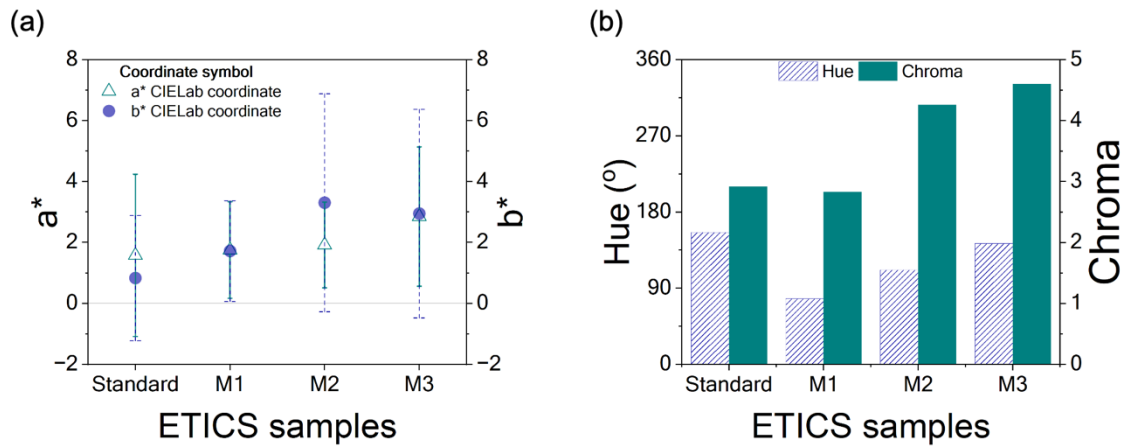 (a)
8
6
4
2
0
−2
a*
Coordinate symbol
a* CIELab coordinate
b* CIELab coordinate
8
6
4
2
0
−2
b*
Standard M1 M2 M3
ETICS samples
(b)
360
270
180
90
0
Hue (º)
Hue Chroma
5
4
3
2
1
0
Chroma
Standard M1 M2 M3
ETICS samples